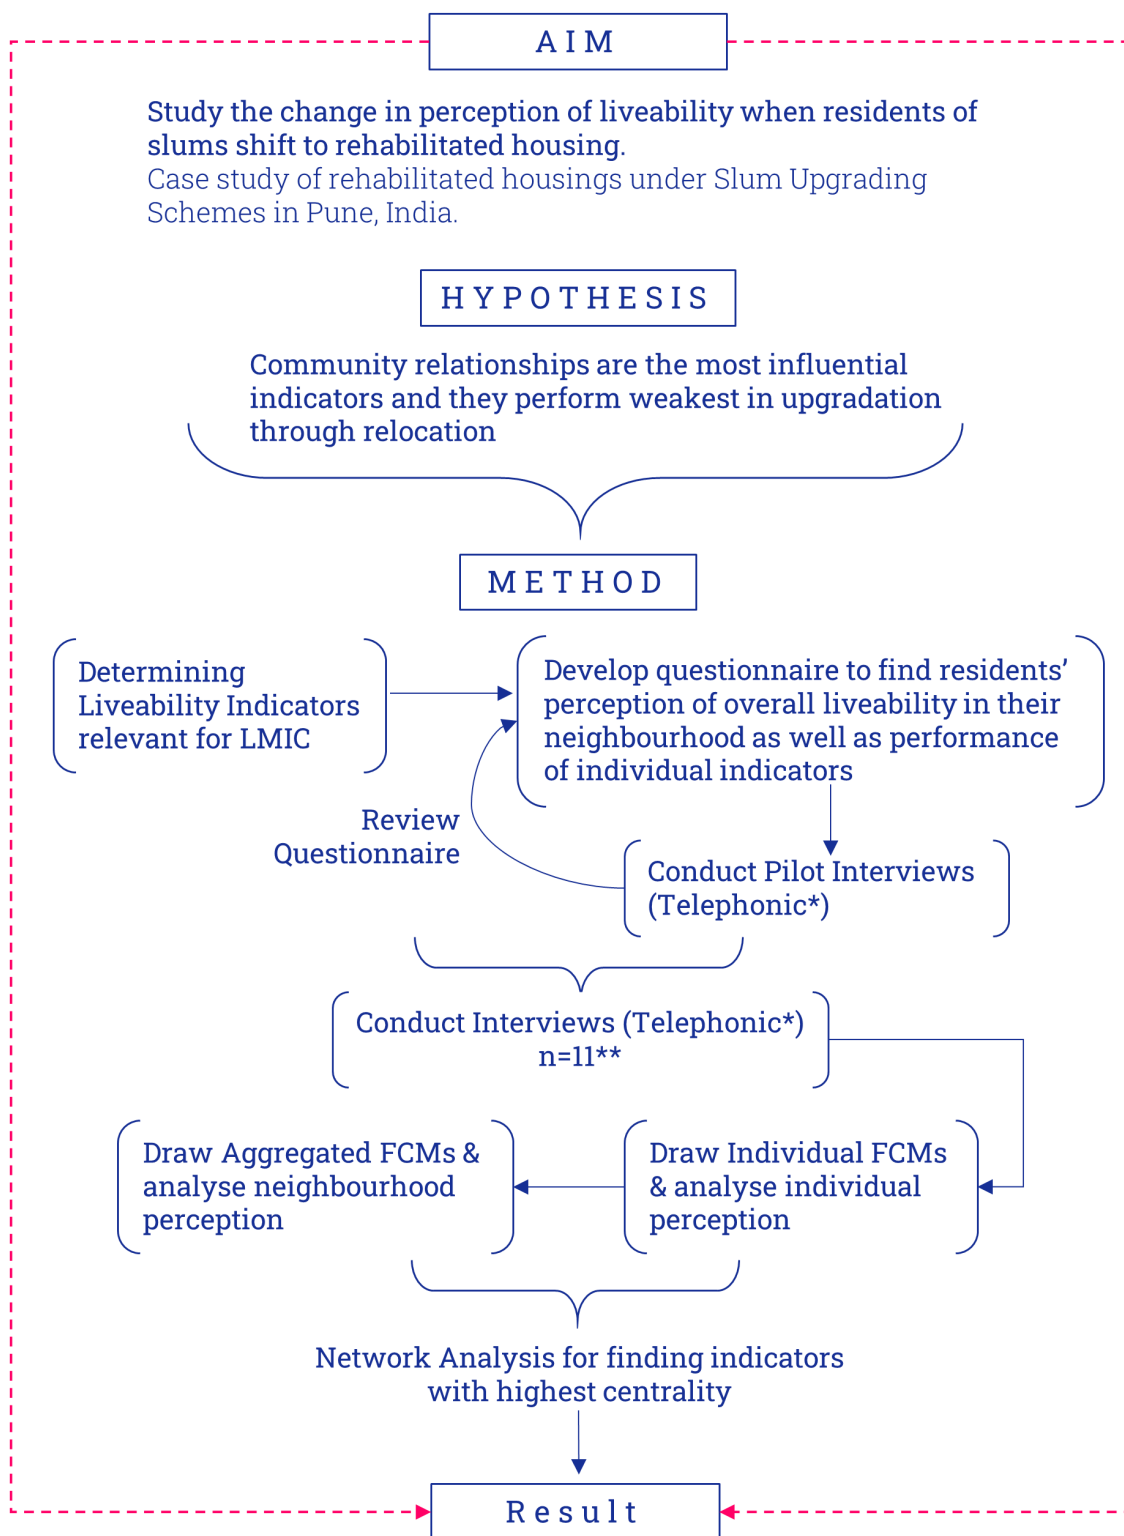 AIM
Study the change in perception of liveability when residents of
slums shift to rehabilitated housing.
Case study of rehabilitated housings under Slum Upgrading
Schemes in Pune, India.
HYPOTHESIS
Community relationships are the most influential
indicators and they perform weakest in upgradation
through relocation
METHOD
Determining
Liveability Indicators
relevant for LMIC
Develop questionnaire to find residents’
perception of overall liveability in their
neighbourhood as well as performance
of individual indicators
Review
Questionnaire
Conduct Pilot Interviews
(Telephonic*)
Conduct Interviews (Telephonic*)
n=11**
Draw Individual FCMs
& analyse individual
perception
Draw Aggregated FCMs &
analyse neighbourhood
perception
Network Analysis for finding indicators
with highest centrality
Result